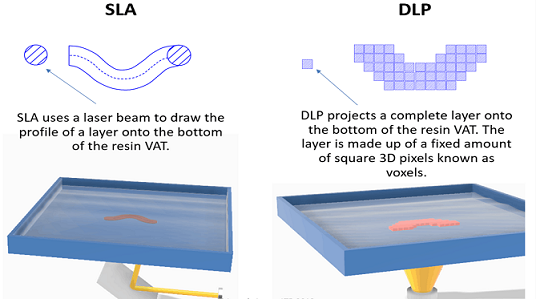 SLA
SLA uses a laser beam to draw the
profile of a layer onto the bottom
of the resin VAT.
DLP
DLP projects a complete layer onto
the bottom of the resin VAT. The
layer is made up of a fixed amount
of square 3D pixels known as
voxels.